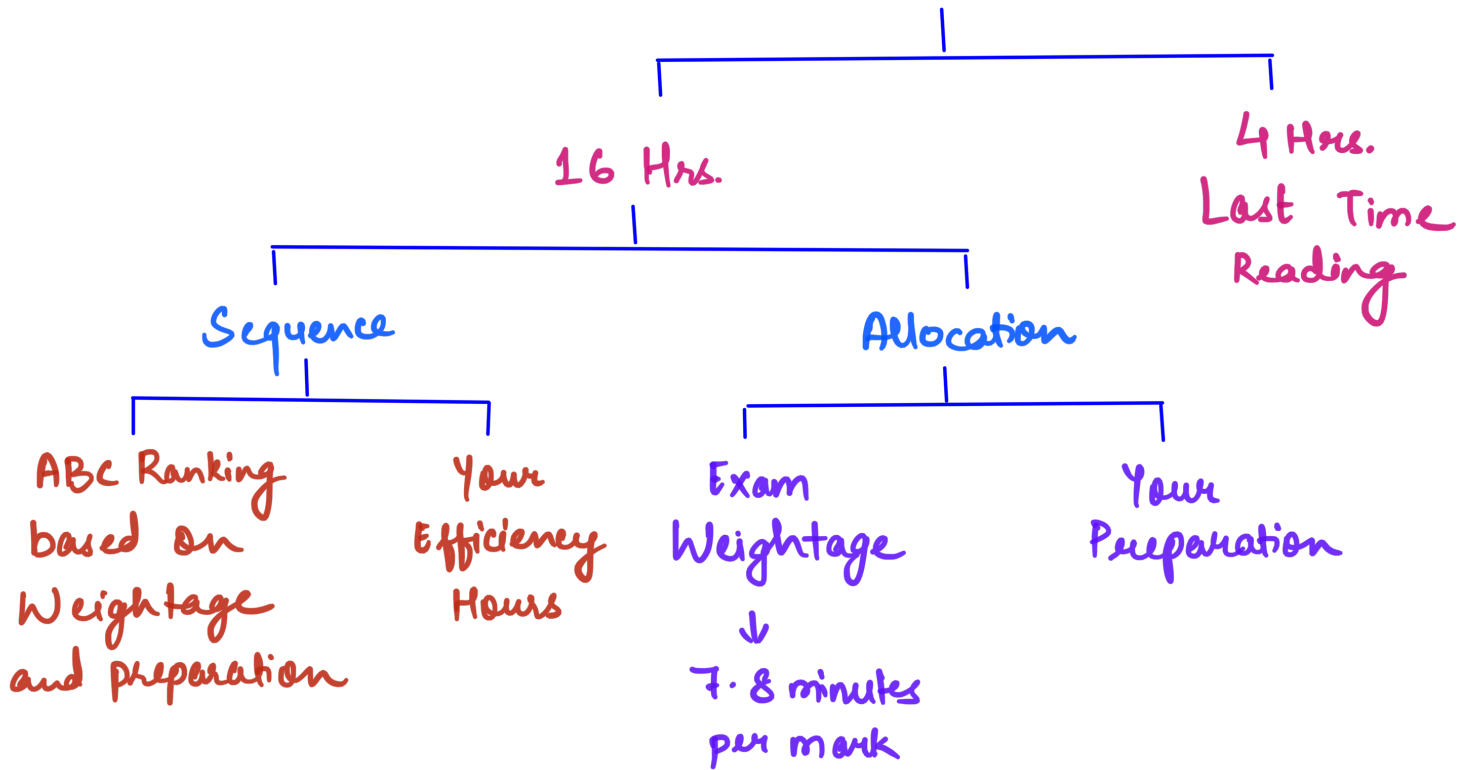 16 Hrs.
4 Hrs.
Last Time
Reading
Sequence
Allocation
ABC Ranking
based on
Weightage
and preparation
Your
Efficiency
Hours
Exam
Weightage
↓
7.8 minutes
per mark
Your
Preparation